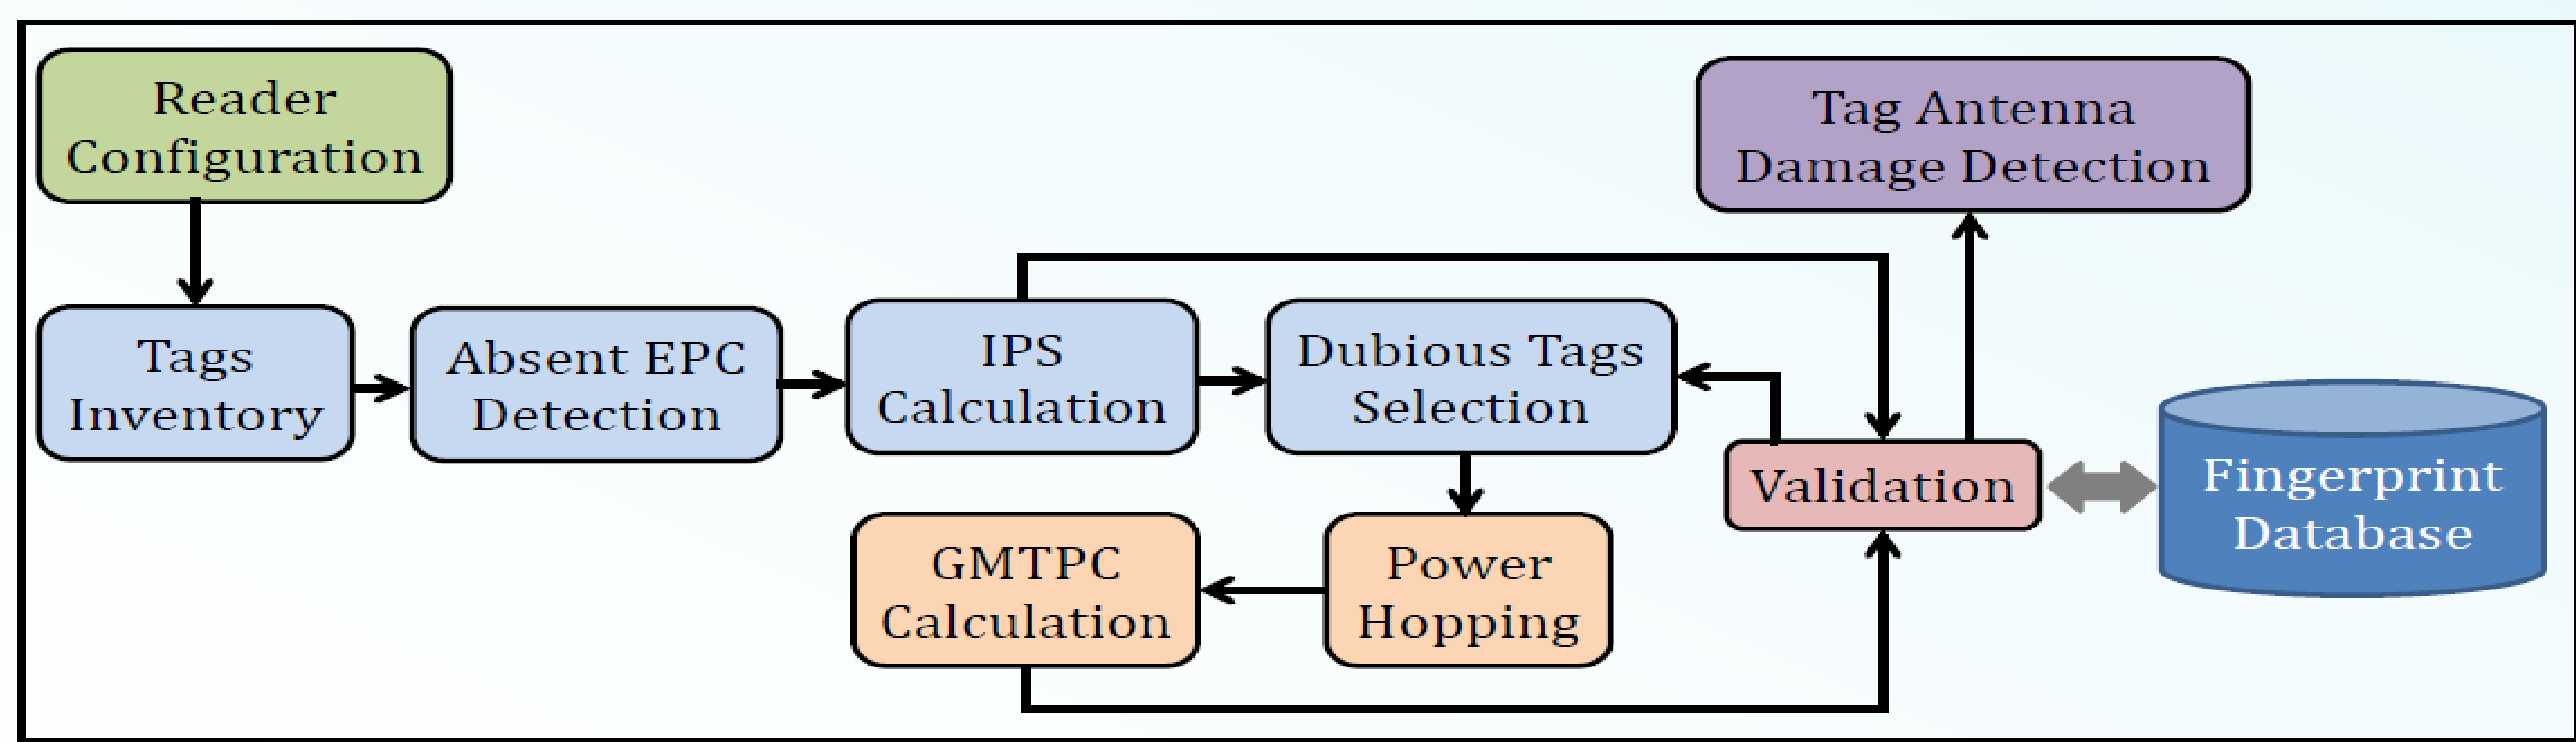 Reader
Configuration
Tag Antenna
Damage Detection
Tags
Inventory
Absent EPC
Detection
IPS
Calculation
Dubious Tags
Selection
Validation
Fingerprint
Database
GMTPC
Calculation
Power
Hopping